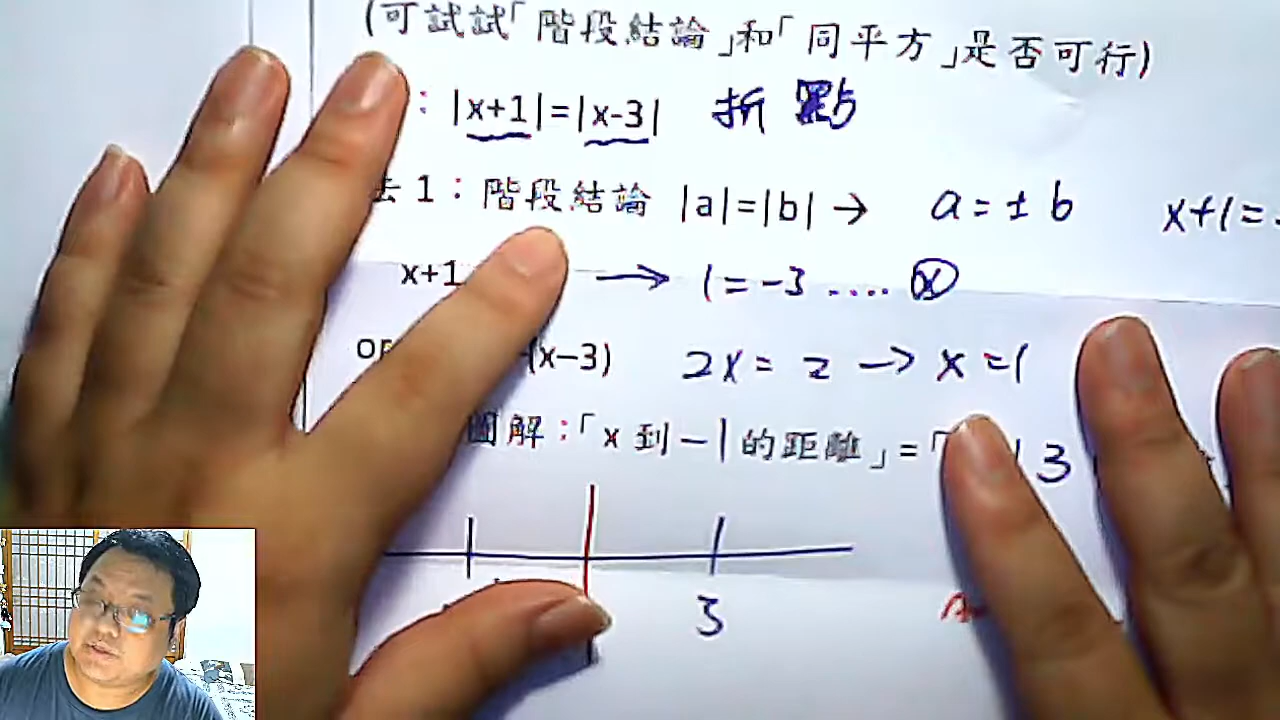 (可試試「階段結論」和「同平方」是否可行)
: |x+1|=|x-3| 折 點
法 1：階段結論 |a|=|b| → a = ± b x+1 =
x+1 → 1 = -3 .... ⓧ
or (x-3) 2x = 2 → x = 1
圖解：「x 到 -1 的距離」=「 3
3